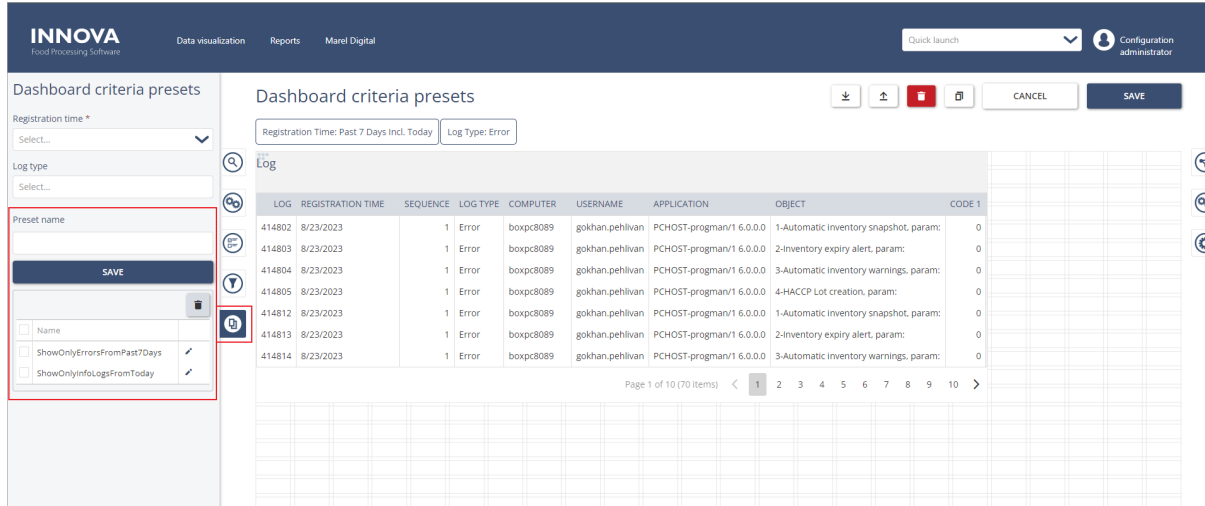 INNOVA
Food Processing Software
Data visualization Reports Marel Digital
Quick launch
Configuration
administrator
Dashboard criteria presets
Registration time *
Select...
Log type
Select...
Preset name
SAVE
Name
ShowOnlyErrorsFromPast7Days
ShowOnlyInfoLogsFromToday
Dashboard criteria presets
CANCEL SAVE
Registration Time: Past 7 Days Incl. Today Log Type: Error
Log
LOG REGISTRATION TIME SEQUENCE LOG TYPE COMPUTER USERNAME APPLICATION OBJECT CODE 1
414802 8/23/2023 1 Error boxpc8089 gokhan.pehlivan PCHOST-progman/1 6.0.0.0 1-Automatic inventory snapshot, param: 0
414803 8/23/2023 1 Error boxpc8089 gokhan.pehlivan PCHOST-progman/1 6.0.0.0 2-Inventory expiry alert, param: 0
414804 8/23/2023 1 Error boxpc8089 gokhan.pehlivan PCHOST-progman/1 6.0.0.0 3-Automatic inventory warnings, param: 0
414805 8/23/2023 1 Error boxpc8089 gokhan.pehlivan PCHOST-progman/1 6.0.0.0 4-HACCP Lot creation, param: 0
414812 8/23/2023 1 Error boxpc8089 gokhan.pehlivan PCHOST-progman/1 6.0.0.0 1-Automatic inventory snapshot, param: 0
414813 8/23/2023 1 Error boxpc8089 gokhan.pehlivan PCHOST-progman/1 6.0.0.0 2-Inventory expiry alert, param: 0
414814 8/23/2023 1 Error boxpc8089 gokhan.pehlivan PCHOST-progman/1 6.0.0.0 3-Automatic inventory warnings, param: 0
Page 1 of 10 (70 items) 1 2 3 4 5 6 7 8 9 10